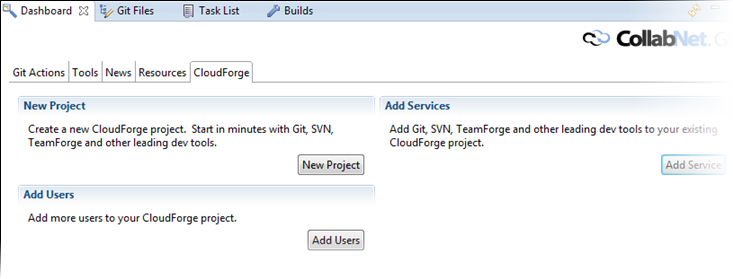 Dashboard Git Files Task List Builds
CollabNet.G
Git Actions Tools News Resources CloudForge
New Project
Create a new CloudForge project. Start in minutes with Git, SVN,
TeamForge and other leading dev tools.
New Project
Add Services
Add Git, SVN, TeamForge and other leading dev tools to your existing
CloudForge project.
Add Service
Add Users
Add more users to your CloudForge project.
Add Users